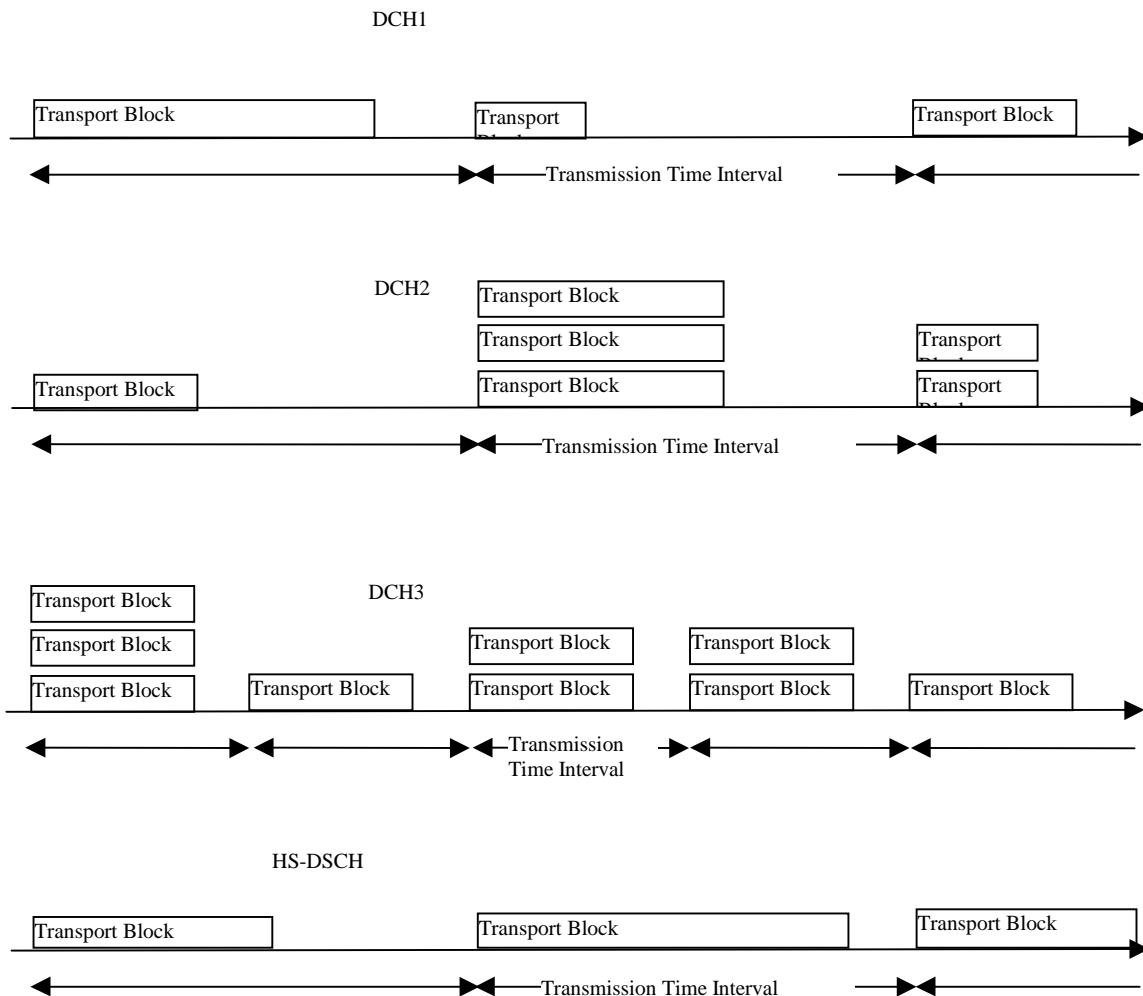 DCH1
Transport Block
Transport
Transport Block
Transmission Time Interval
DCH2
Transport Block
Transport Block
Transport Block
Transport Block
Transport
Transport
Transmission Time Interval
DCH3
Transport Block
Transport Block
Transport Block
Transport Block
Transport Block
Transport Block
Transport Block
Transport Block
Transport Block
Transmission
Time Interval
HS-DSCH
Transport Block
Transport Block
Transport Block
Transmission Time Interval